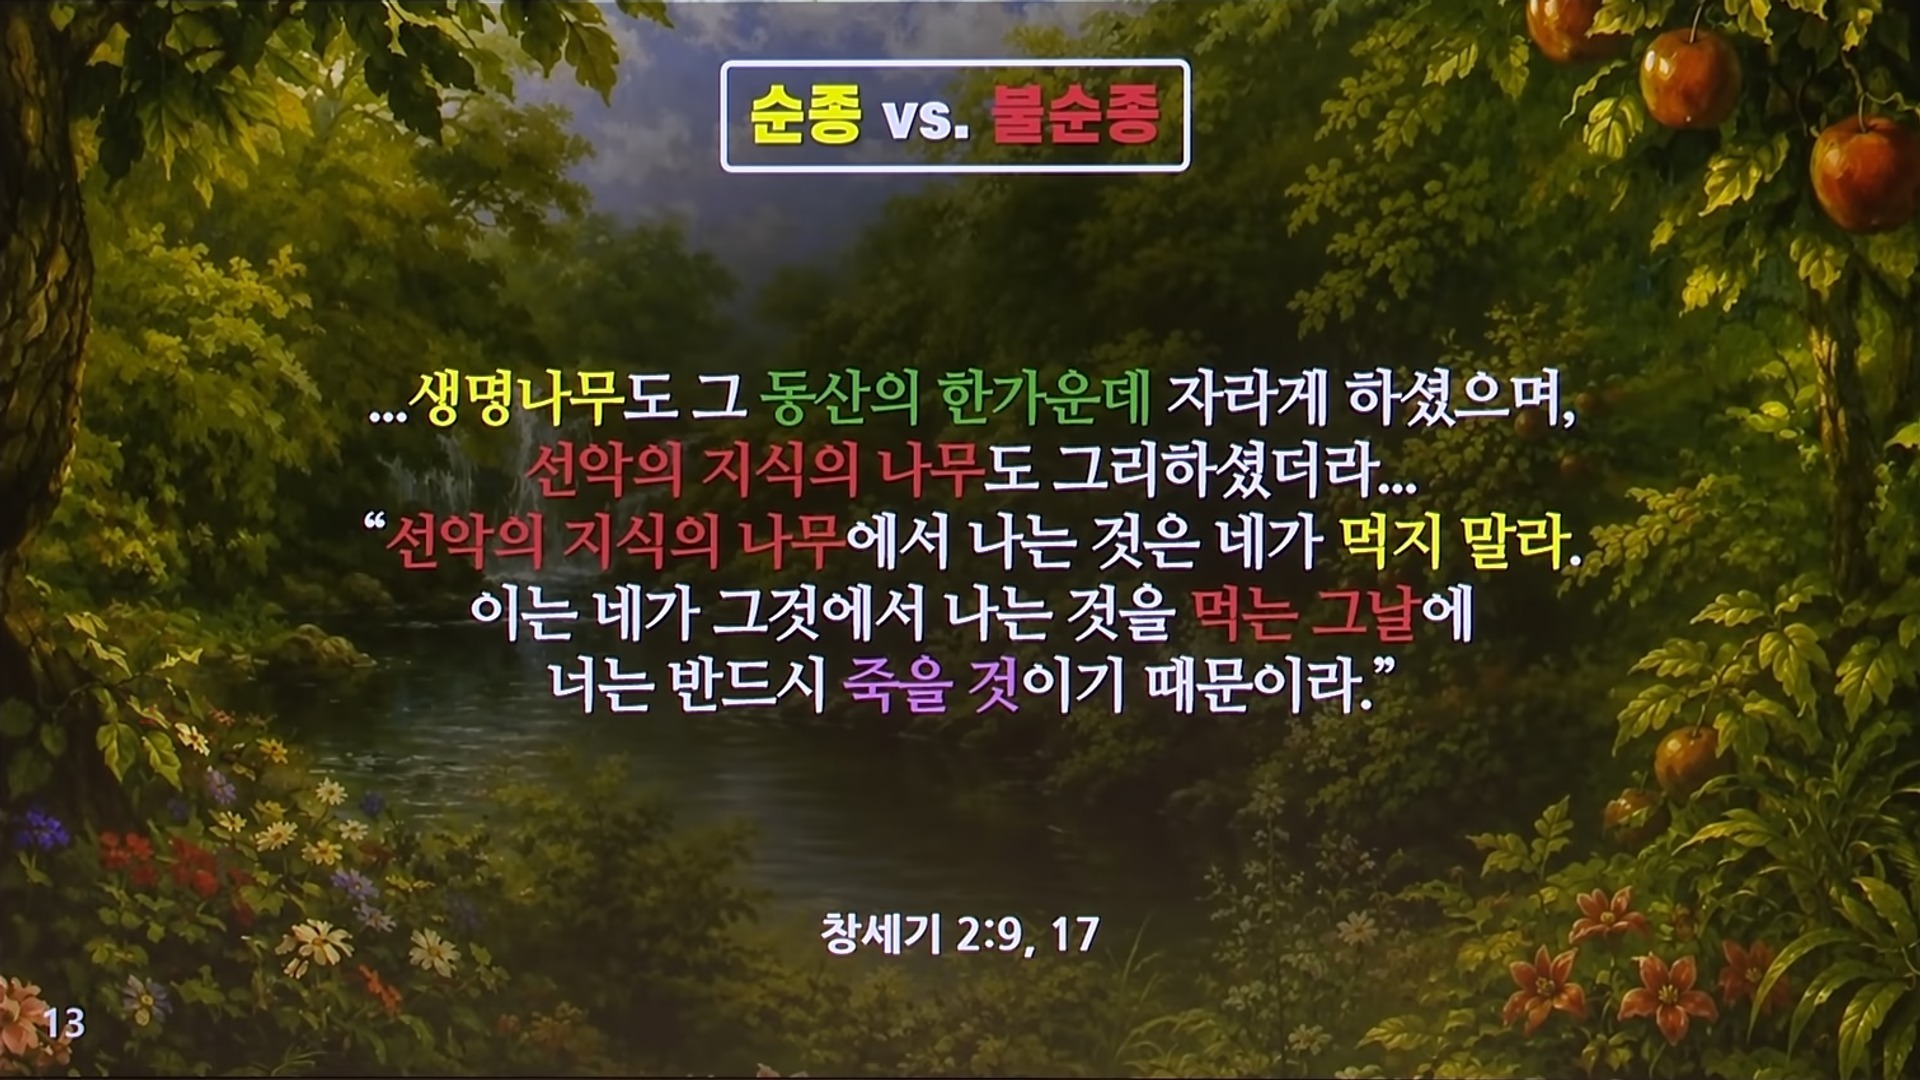 순종 vs. 불순종
...생명나무도 그 동산의 한가운데 자라게 하셨으며,
선악의 지식의 나무도 그리하셨더라...
“선악의 지식의 나무에서 나는 것은 네가 먹지 말라.
이는 네가 그것에서 나는 것을 먹는 그날에
너는 반드시 죽을 것이기 때문이라.”
창세기 2:9, 17
13